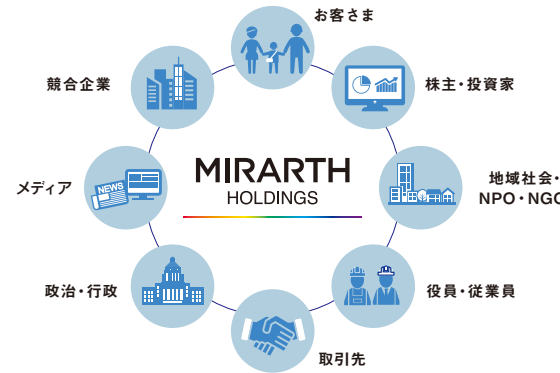 お客さま
競合企業
株主・投資家
MIRARTH
HOLDINGS
メディア
NEWS
地域社会・
NPO・NGO
政治・行政
役員・従業員
取引先